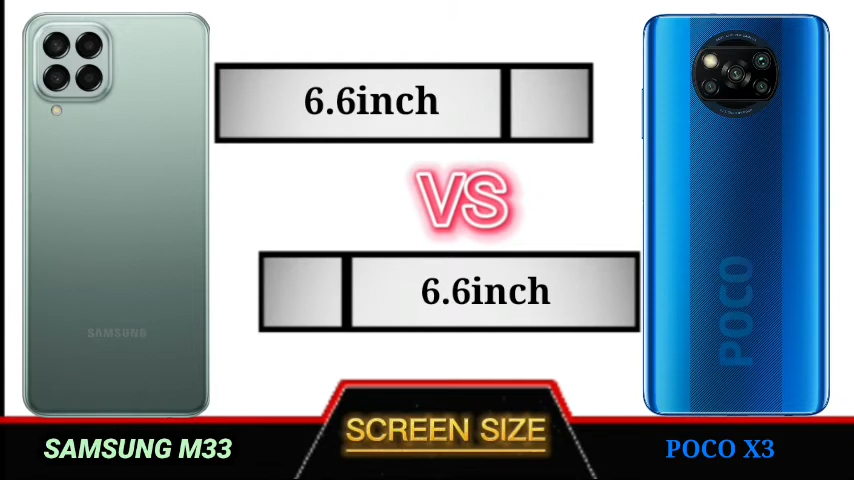 6.6inch
VS
6.6inch
SAMSUNG
POCO
SAMSUNG M33
SCREEN SIZE
POCO X3